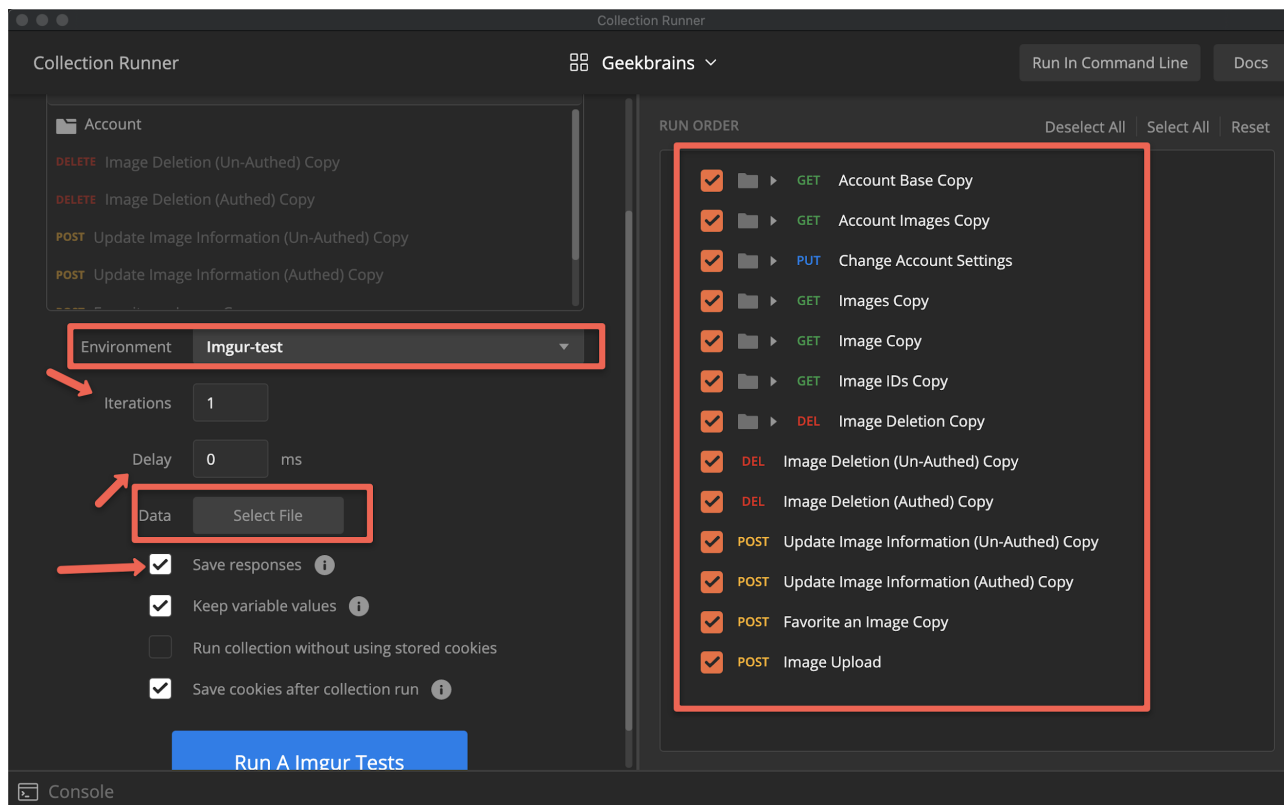 Collection Runner
Collection Runner
Geekbrains
Run In Command Line
Docs
Account
DELETE Image Deletion (Un-Authed) Copy
DELETE Image Deletion (Authed) Copy
POST Update Image Information (Un-Authed) Copy
POST Update Image Information (Authed) Copy
Environment Imgur-test
Iterations 1
Delay 0 ms
Data Select File
Save responses
Keep variable values
Run collection without using stored cookies
Save cookies after collection run
Run A Imgur Tests
RUN ORDER
Deselect All Select All Reset
GET Account Base Copy
GET Account Images Copy
PUT Change Account Settings
GET Images Copy
GET Image Copy
GET Image IDs Copy
DEL Image Deletion Copy
DEL Image Deletion (Un-Authed) Copy
DEL Image Deletion (Authed) Copy
POST Update Image Information (Un-Authed) Copy
POST Update Image Information (Authed) Copy
POST Favorite an Image Copy
POST Image Upload
Console